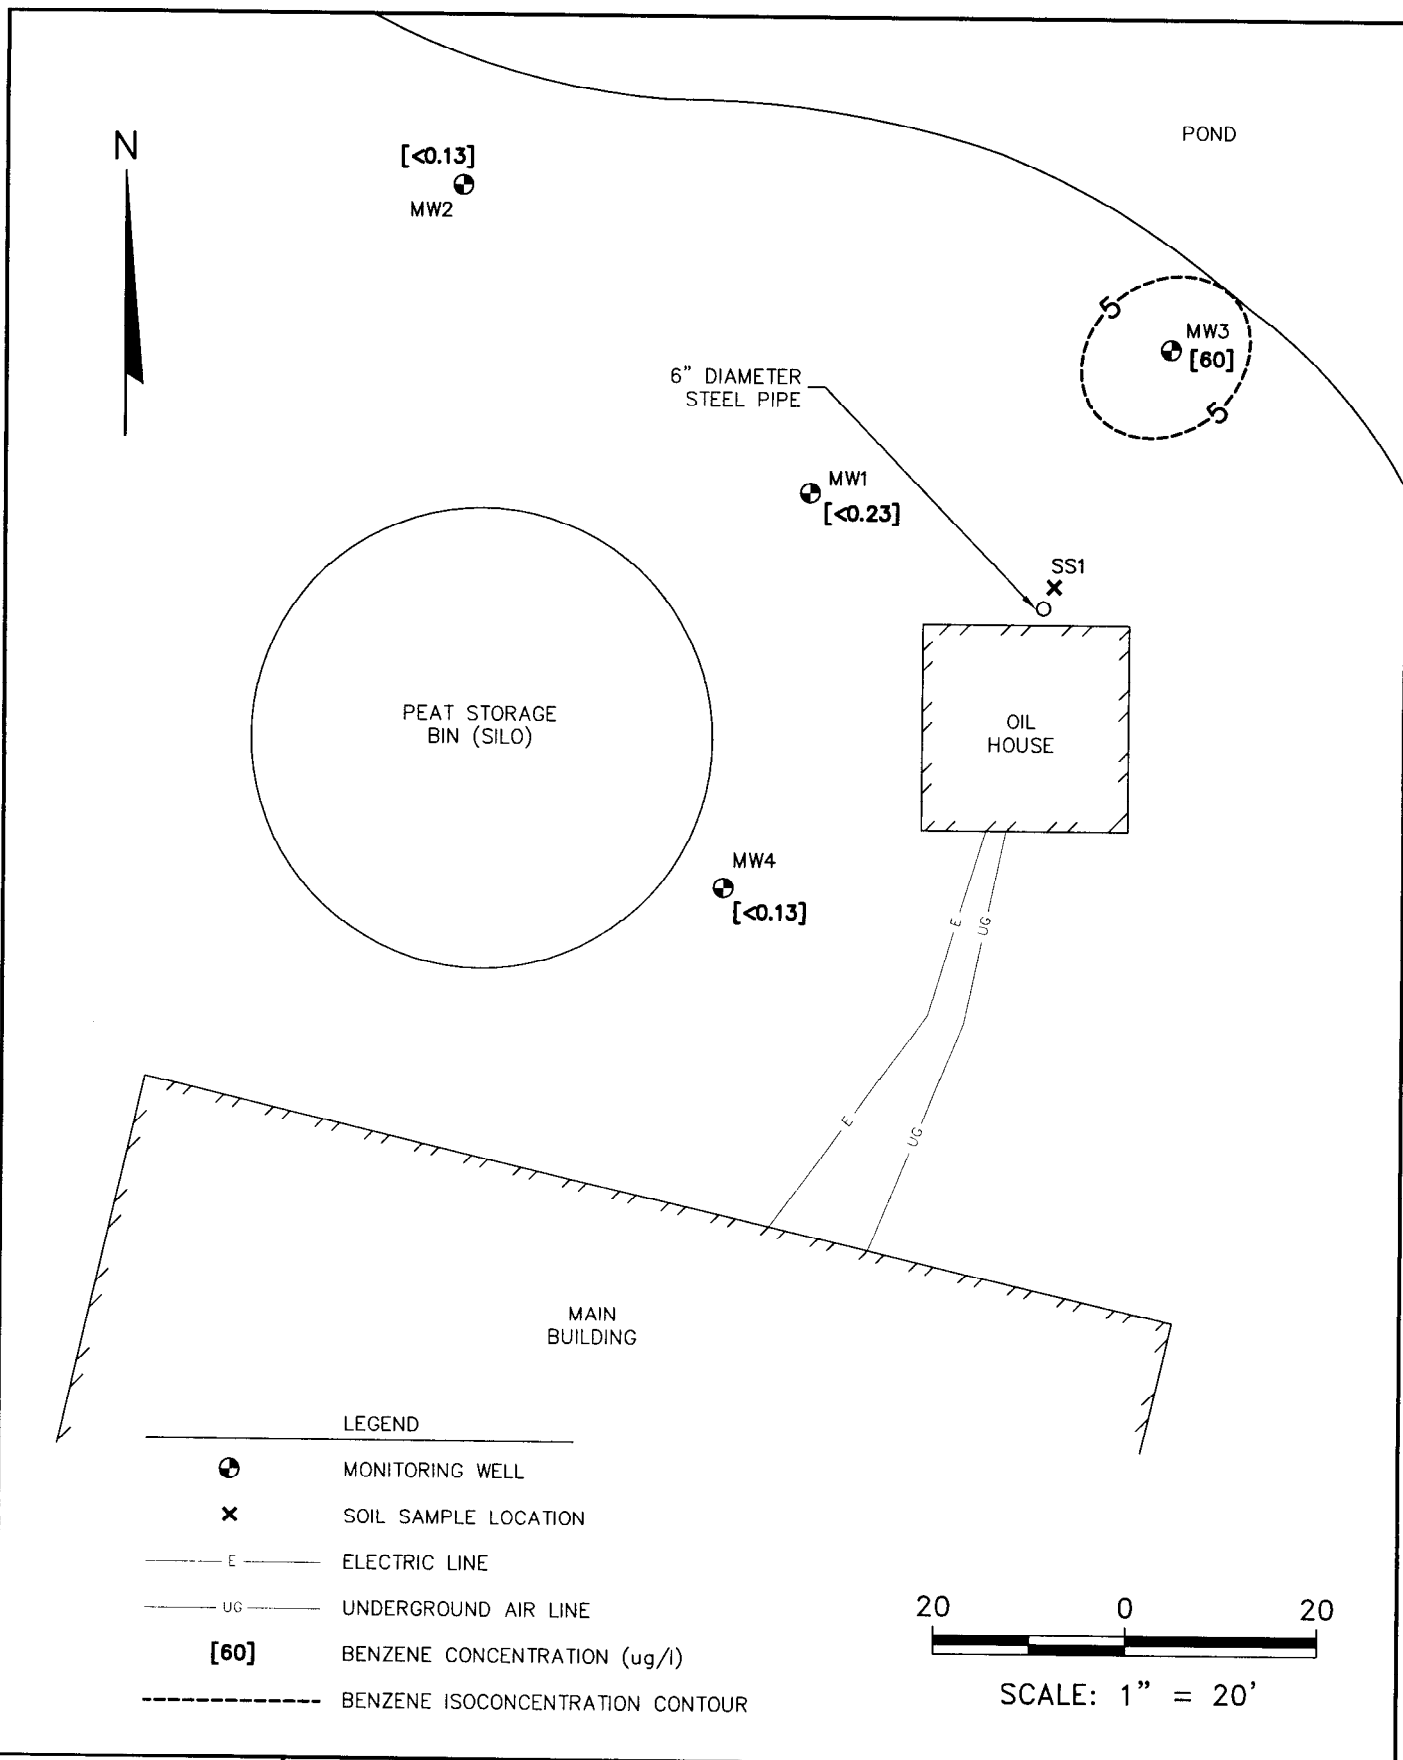 POND
N
[<0.13]
MW2
5
MW3
[60]
5
6" DIAMETER
STEEL PIPE
MW1
[<0.23]
SS1
PEAT STORAGE
BIN (SILO)
OIL
HOUSE
MW4
[<0.13]
E
UG
E
UG
MAIN
BUILDING
LEGEND
MONITORING WELL
SOIL SAMPLE LOCATION
E
ELECTRIC LINE
UG
UNDERGROUND AIR LINE
[60]
BENZENE CONCENTRATION (ug/l)
BENZENE ISOCONCENTRATION CONTOUR
20 0 20
SCALE: 1" = 20'